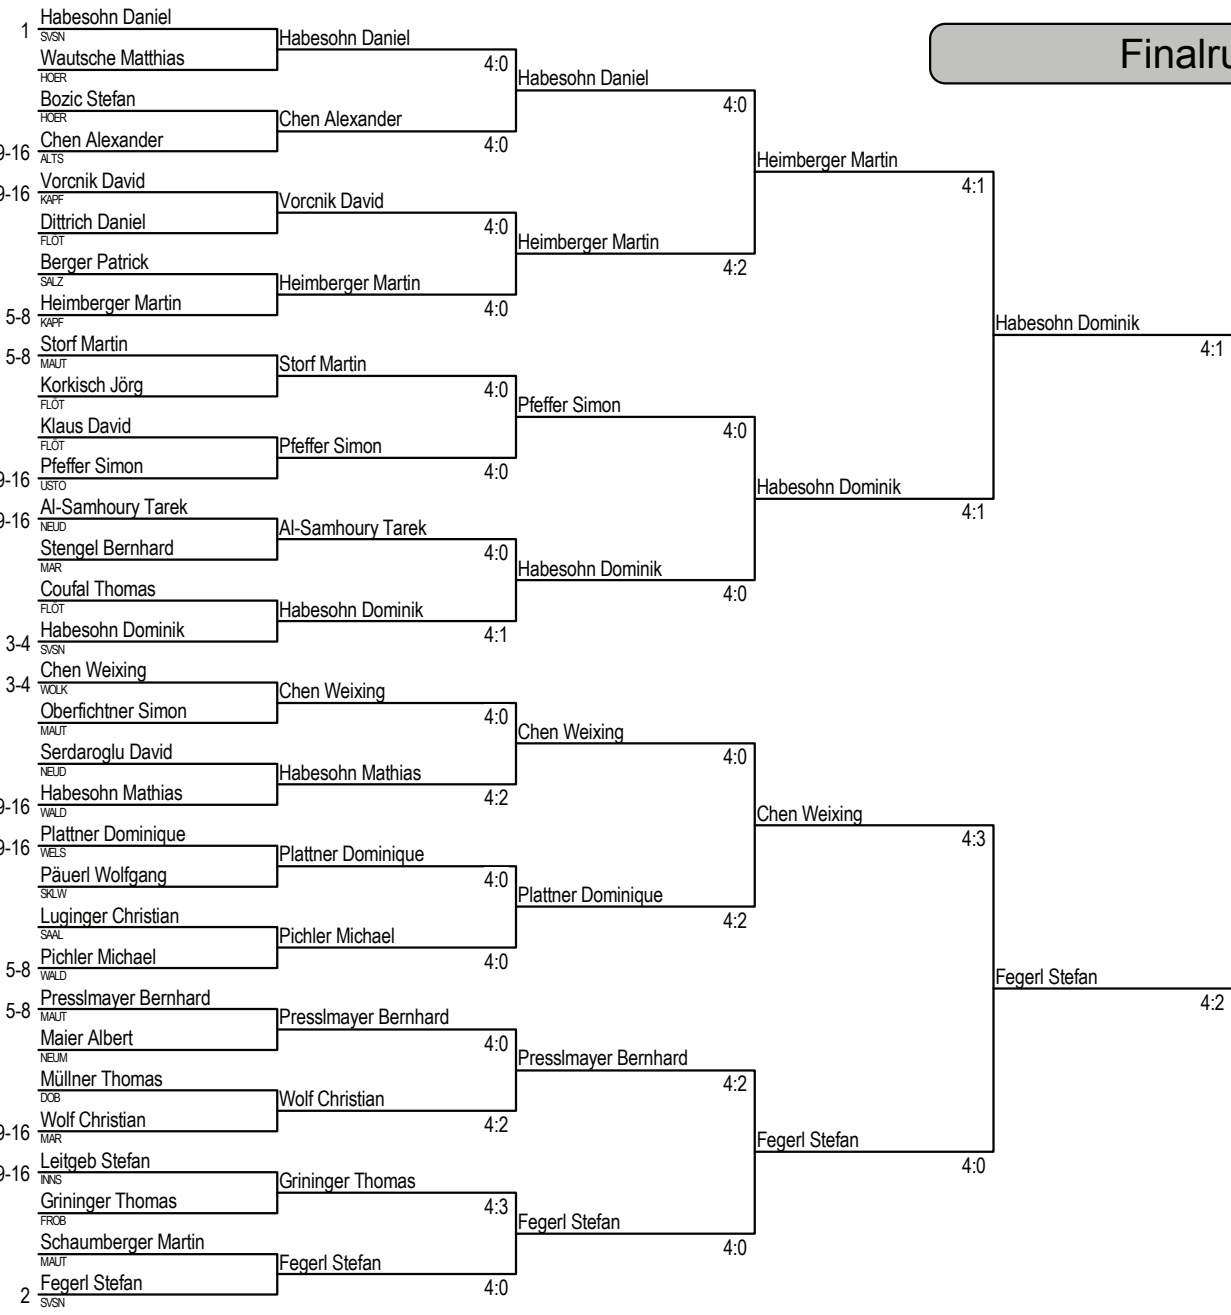 Finalru
1 Habesohn Daniel
SVSN
Wautsche Matthias
HOER
Bozic Stefan
HOER
9-16 Chen Alexander
ALTS
9-16 Vorcnik David
KAPF
Dittrich Daniel
FLÖT
Berger Patrick
SALZ
5-8 Heimberger Martin
KAPF
5-8 Storf Martin
MAUT
Korkisch Jörg
FLÖT
Klaus David
FLÖT
9-16 Pfeffer Simon
USTO
9-16 Al-Samhoury Tarek
NEUD
Stengel Bernhard
MAR
Coufal Thomas
FLÖT
3-4 Habesohn Dominik
SVSN
3-4 Chen Weixing
WOLK
Oberfichtner Simon
MAUT
Serdaroglu David
NEUD
9-16 Habesohn Mathias
WALD
9-16 Plattner Dominique
WELS
Päuerl Wolfgang
SKLW
Luginger Christian
SAAL
5-8 Pichler Michael
WALD
5-8 Presslmayer Bernhard
MAUT
Maier Albert
NEUM
Müllner Thomas
DOB
9-16 Wolf Christian
MAR
9-16 Leitgeb Stefan
INNS
Grininger Thomas
FROB
Schaumberger Martin
MAUT
2 Fegerl Stefan
SVSN
Habesohn Daniel
4:0
Chen Alexander
4:0
Vorcnik David
4:0
Heimberger Martin
4:0
Storf Martin
4:0
Pfeffer Simon
4:0
Al-Samhoury Tarek
4:0
Habesohn Dominik
4:1
Chen Weixing
4:0
Habesohn Mathias
4:2
Plattner Dominique
4:0
Pichler Michael
4:0
Presslmayer Bernhard
4:0
Wolf Christian
4:2
Grininger Thomas
4:3
Fegerl Stefan
4:0
Habesohn Daniel
4:0
Heimberger Martin
4:2
Pfeffer Simon
4:0
Habesohn Dominik
4:0
Chen Weixing
4:0
Plattner Dominique
4:2
Presslmayer Bernhard
4:2
Fegerl Stefan
4:0
Heimberger Martin
4:1
Habesohn Dominik
4:1
Chen Weixing
4:3
Fegerl Stefan
4:0
Habesohn Dominik
4:1
Fegerl Stefan
4:2